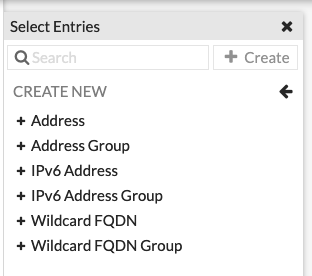 Select Entries
Search
Create
CREATE NEW
Address
Address Group
IPv6 Address
IPv6 Address Group
Wildcard FQDN
Wildcard FQDN Group